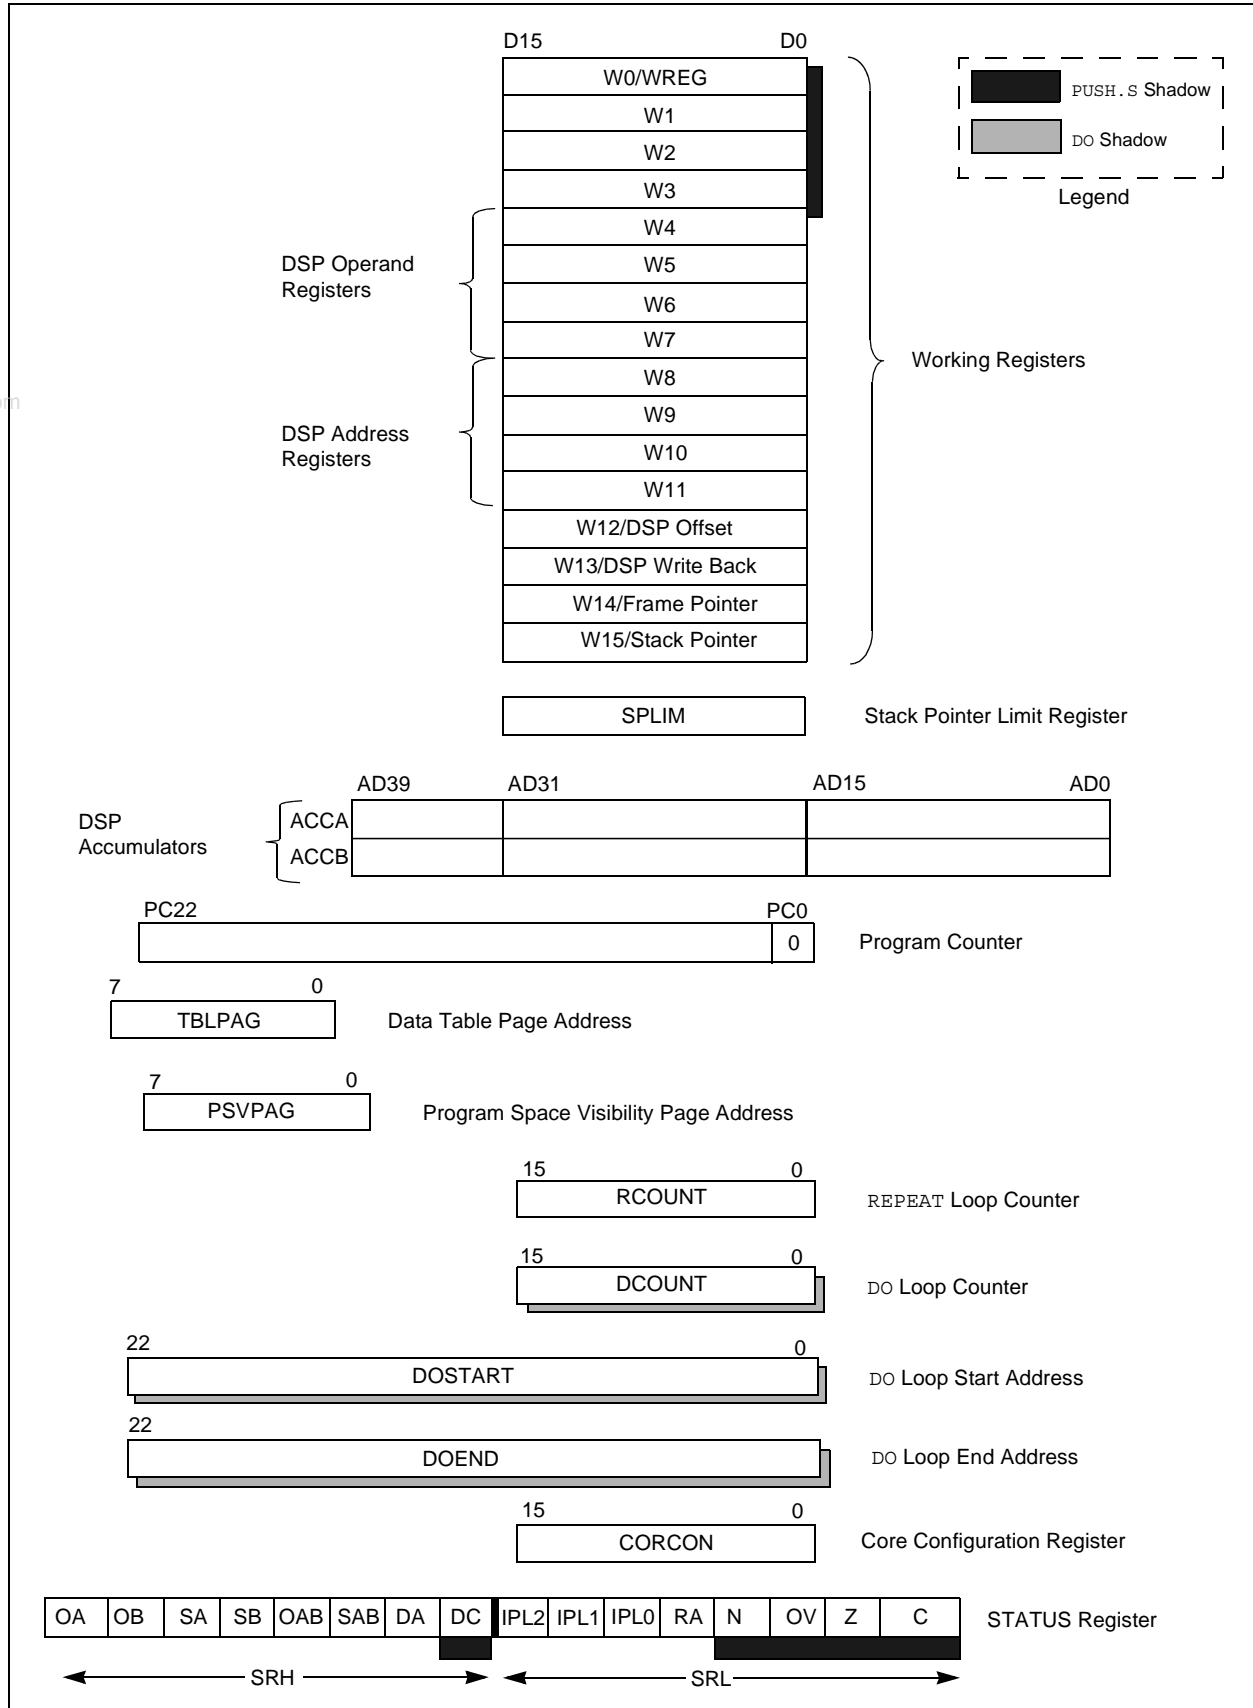 D15 D0
W0/WREG
W1
W2
W3
W4
W5
W6
W7
W8
W9
W10
W11
W12/DSP Offset
W13/DSP Write Back
W14/Frame Pointer
W15/Stack Pointer
PUSH.S Shadow
DO Shadow
Legend
DSP Operand
Registers
DSP Address
Registers
Working Registers
om
SPLIM Stack Pointer Limit Register
AD39 AD31 AD15 AD0
DSP
Accumulators
ACCA
ACCB
PC22 PC0
0 Program Counter
7 0
TBLPAG Data Table Page Address
7 0
PSVPAG Program Space Visibility Page Address
15 0
RCOUNT REPEAT Loop Counter
15 0
DCOUNT DO Loop Counter
22 0
DOSTART DO Loop Start Address
22
DOEND DO Loop End Address
15 0
CORCON Core Configuration Register
OA OB SA SB OAB SAB DA DC IPL2 IPL1 IPL0 RA N OV Z C STATUS Register
SRH SRL